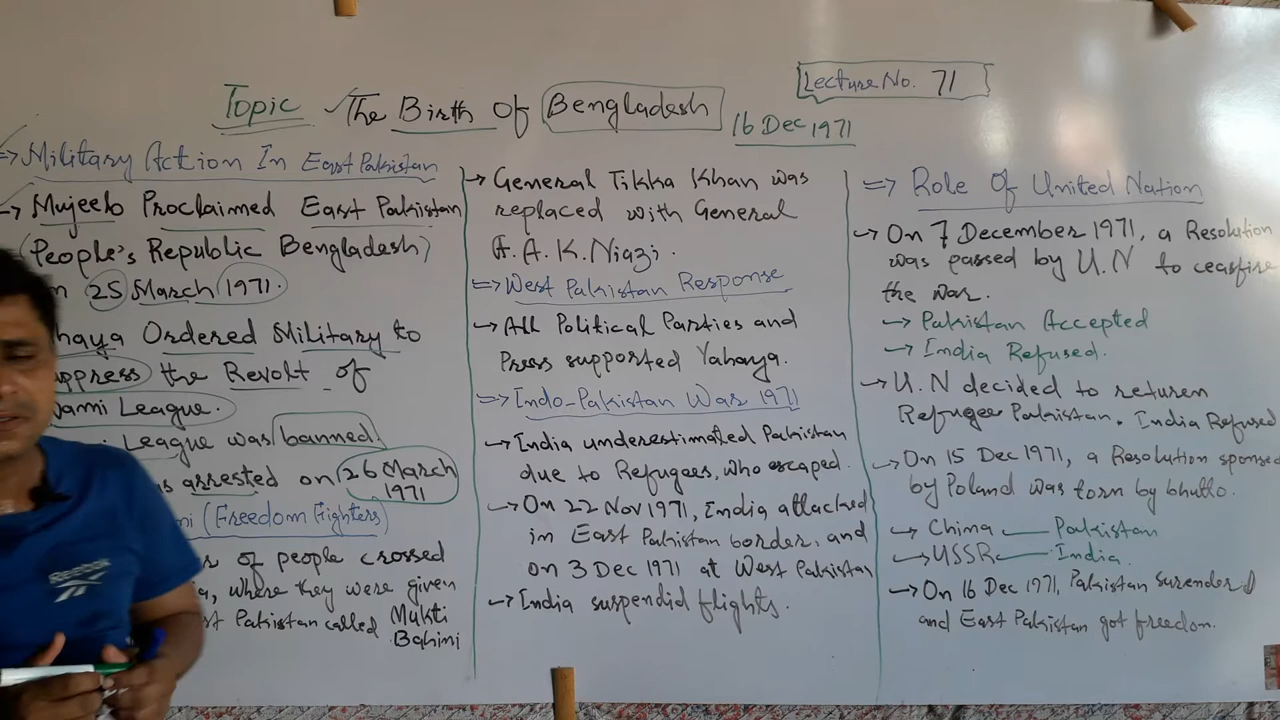 Lecture No. 71
Topic The Birth of Bengladesh
16 Dec 1971
=> Military Action In East Pakistan
→ Mujeeb Proclaimed East Pakistan
(People's Republic Bengladesh)
25 March 1971.
haya Ordered Military to
ppress the Revolt of
wami League.
League was banned.
arrested on 26 March
1971
ni (Freedom Fighters)
of people crossed
where they were given
Pakistan called Mukti
Bahini
→ General Tikka Khan was
replaced with General
A. A. K. Niazi.
=> West Pakistan Response
→ All Political Parties and
Press supported Yahaya.
=> Indo-Pakistan War 1971
→ India underestimated Pakistan
due to Refugees, who escaped.
→ On 22 Nov 1971, India attacked
in East Pakistan border, and
on 3 Dec 1971 at West Pakistan
→ India suspendid flights.
=> Role Of United Nation
→ On 7 December 1971, a Resolution
was passed by U.N to ceasfire
the war.
→ Pakistan Accepted
→ India Refused.
→ U.N decided to returen
Refugee Pakistan. India Refused
→ On 15 Dec 1971, a Resolution sponsed
by Poland was torn by bhutto.
→ China — Pakistan
→ USSR — India
→ On 16 Dec 1971, Pakistan surender d
and East Pakistan got freedom.
Reebok